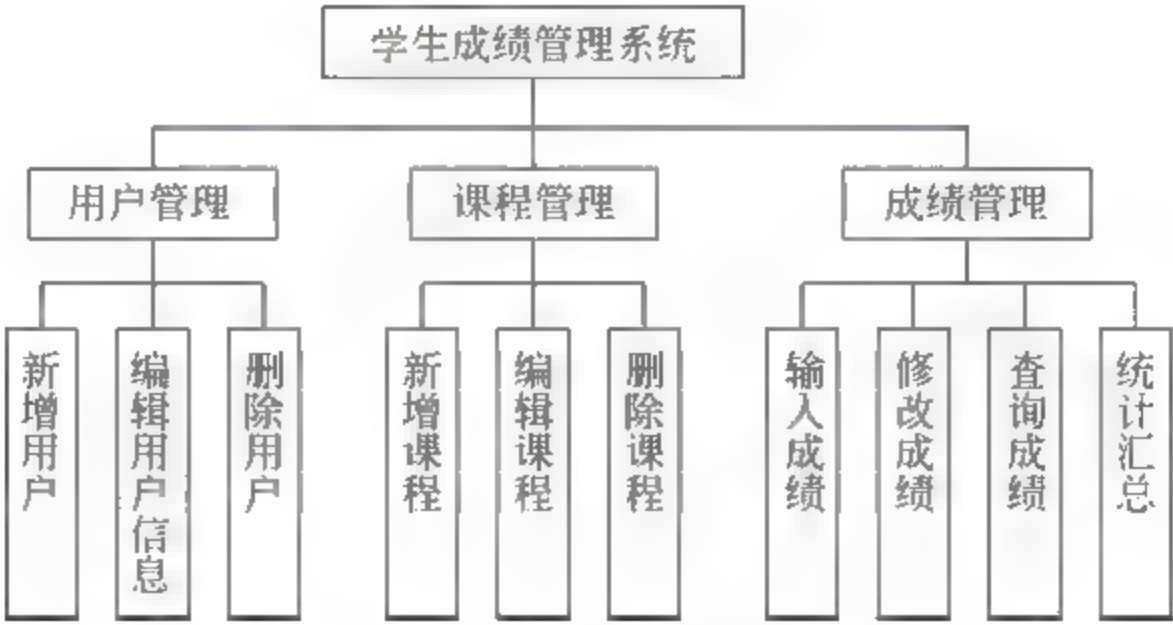 学生成绩管理系统
用户管理
课程管理
成绩管理
新增用户
编辑用户信息
删除用户
新增课程
编辑课程
删除课程
输入成绩
修改成绩
查询成绩
统计汇总